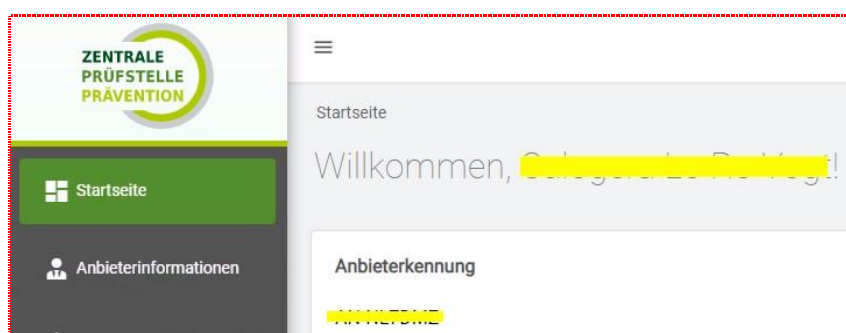 ZENTRALE
PRÜFSTELLE
PRÄVENTION
Startseite
Willkommen, !
Startseite
Anbieterinformationen
Anbieterkennung